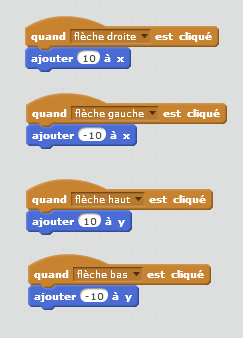 quand flèche droite est cliqué
ajouter 10 à x
quand flèche gauche est cliqué
ajouter -10 à x
quand flèche haut est cliqué
ajouter 10 à y
quand flèche bas est cliqué
ajouter -10 à y